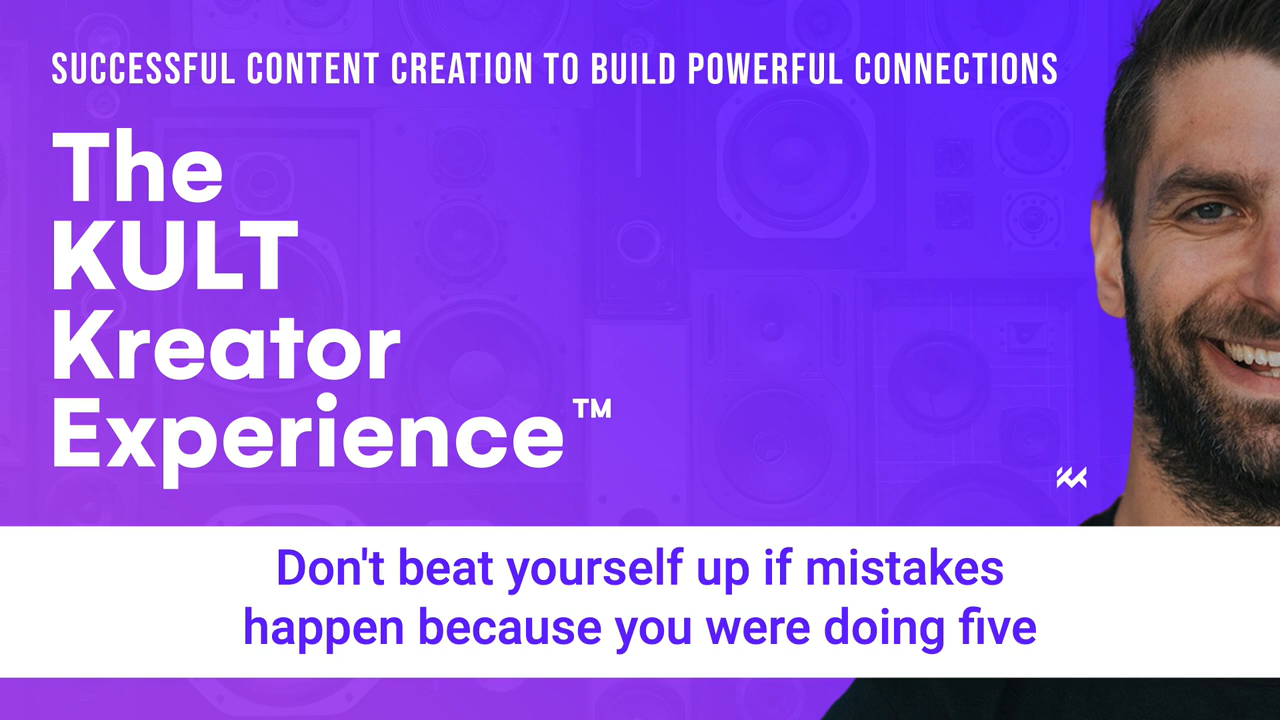 SUCCESSFUL CONTENT CREATION TO BUILD POWERFUL CONNECTIONS
The
KULT
Kreator
Experience™
Don't beat yourself up if mistakes
happen because you were doing five